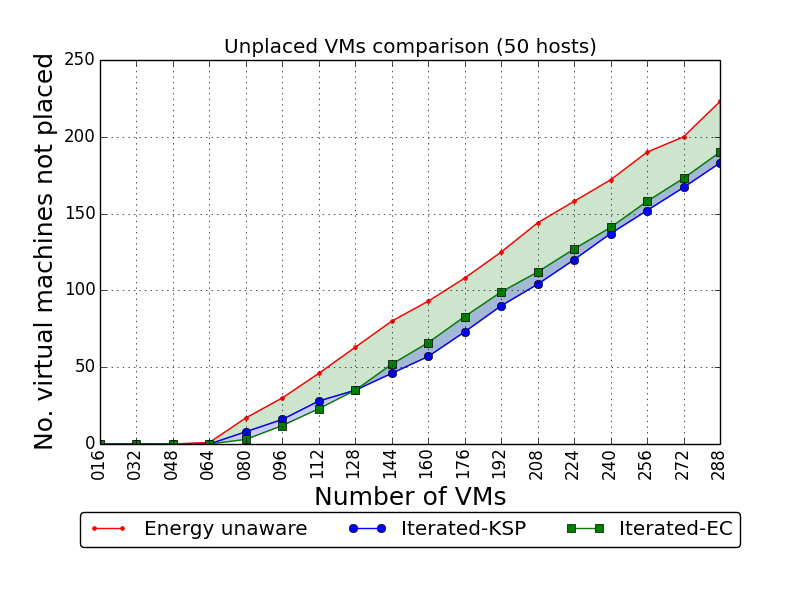 Unplaced VMs comparison (50 hosts)
No. virtual machines not placed
250
200
150
100
50
0
016 032 048 064 080 096 112 128 144 160 176 192 208 224 240 256 272 288
Number of VMs
Energy unaware Iterated-KSP Iterated-EC